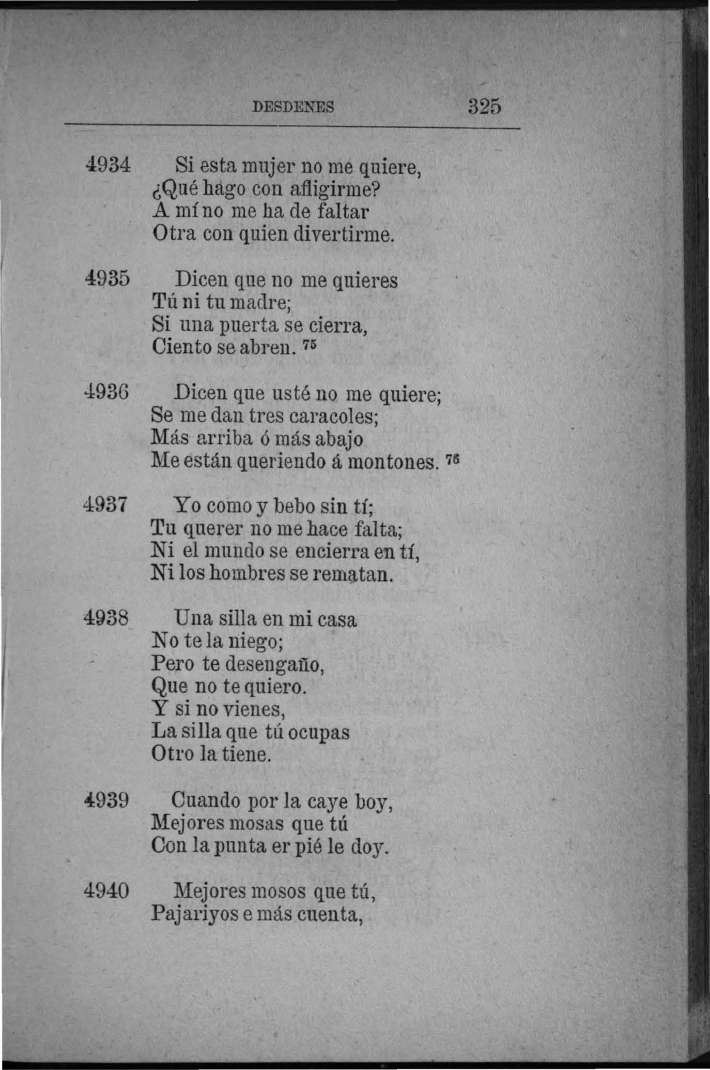 DESDENES 325
4934 Si esta mujer no me quiere,
¿Qué hago con afligirme?
A mí no me ha de faltar
Otra con quien divertirme.
4935 Dicen que no me quieres
Tú ni tu madre;
Si una puerta se cierra,
Ciento se abren. 75
4936 Dicen que usté no me quiere;
Se me dan tres caracoles;
Más arriba ó más abajo
Me están queriendo á montones. 76
4937 Yo como y bebo sin tí;
Tu querer no me hace falta;
Ni el mundo se encierra en tí,
Ni los hombres se rematan.
4938 Una silla en mi casa
No te la niego;
Pero te desengaño,
Que no te quiero.
Y si no vienes,
La silla que tú ocupas
Otro la tiene.
4939 Cuando por la caye boy,
Mejores mosas que tú
Con la punta er pié le doy.
4940 Mejores mosos que tú,
Pajariyos e más cuenta,